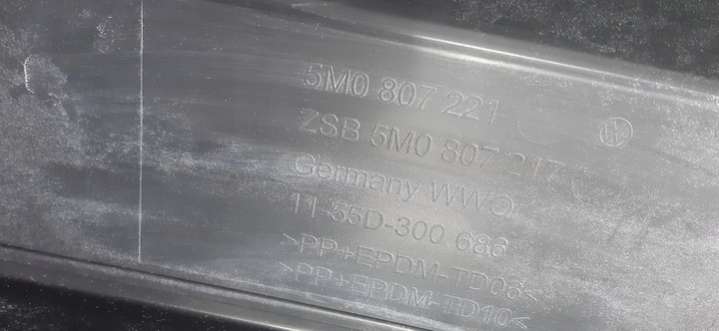 5M0 807 221
ZSB 5M0 807 217
Germany WWO
11-55D-300 686
>PP+EPDM-TD08<
>PP+EPDM-TD10<